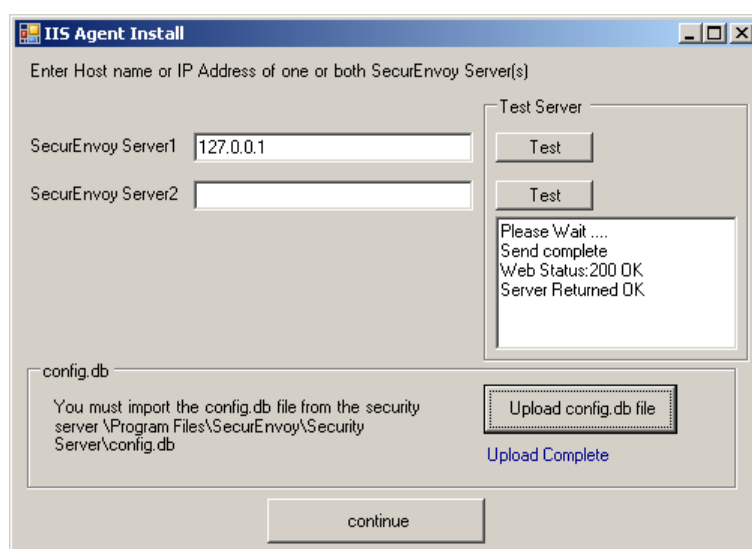 IIS Agent Install
Enter Host name or IP Address of one or both SecurEnvoy Server(s)
Test Server
SecurEnvoy Server1
127.0.0.1
Test
SecurEnvoy Server2
Test
Please Wait ....
Send complete
Web Status:200 OK
Server Returned OK
config.db
You must import the config.db file from the security
server \Program Files\SecurEnvoy\Security
Server\config.db
Upload config.db file
Upload Complete
continue